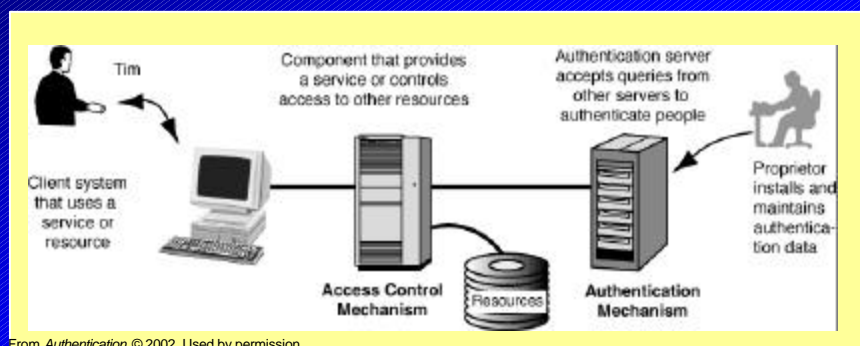 Tim
Component that provides
a service or controls
access to other resources
Authentication server
accepts queries from
other servers to
authenticate people
Client system
that uses a
service or
resource
Proprietor
installs and
maintains
authentica-
tion data
Access Control
Mechanism
Resources
Authentication
Mechanism
From Authentication © 2002. Used by permission